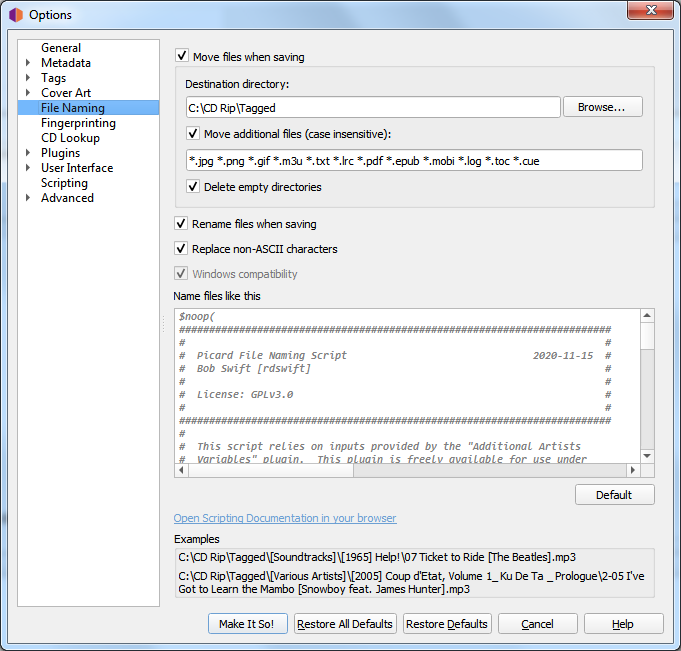 Options
General
Metadata
Tags
Cover Art
File Naming
Fingerprinting
CD Lookup
Plugins
User Interface
Scripting
Advanced
Move files when saving
Destination directory:
C:\CD Rip\Tagged
Browse...
Move additional files (case insensitive):
*.jpg *.png *.gif *.m3u *.txt *.lrc *.pdf *.epub *.mobi *.log *.toc *.cue
Delete empty directories
Rename files when saving
Replace non-ASCII characters
Windows compatibility
Name files like this
$noop(
########################################################################
# #
# Picard File Naming Script 2020-11-15 #
# Bob Swift [rdswift] #
# #
# License: GPLv3.0 #
# #
########################################################################
#
# This script relies on inputs provided by the "Additional Artists
# Variables" plugin. This plugin is freely available for use under
Default
Open Scripting Documentation in your browser
Examples
C:\CD Rip\Tagged\[Soundtracks]\[1965] Help!\07 Ticket to Ride [The Beatles].mp3
C:\CD Rip\Tagged\[Various Artists]\[2005] Coup d'Etat, Volume 1_ Ku De Ta _ Prologue\2-05 I've
Got to Learn the Mambo [Snowboy feat. James Hunter].mp3
Make It So!
Restore All Defaults
Restore Defaults
Cancel
Help